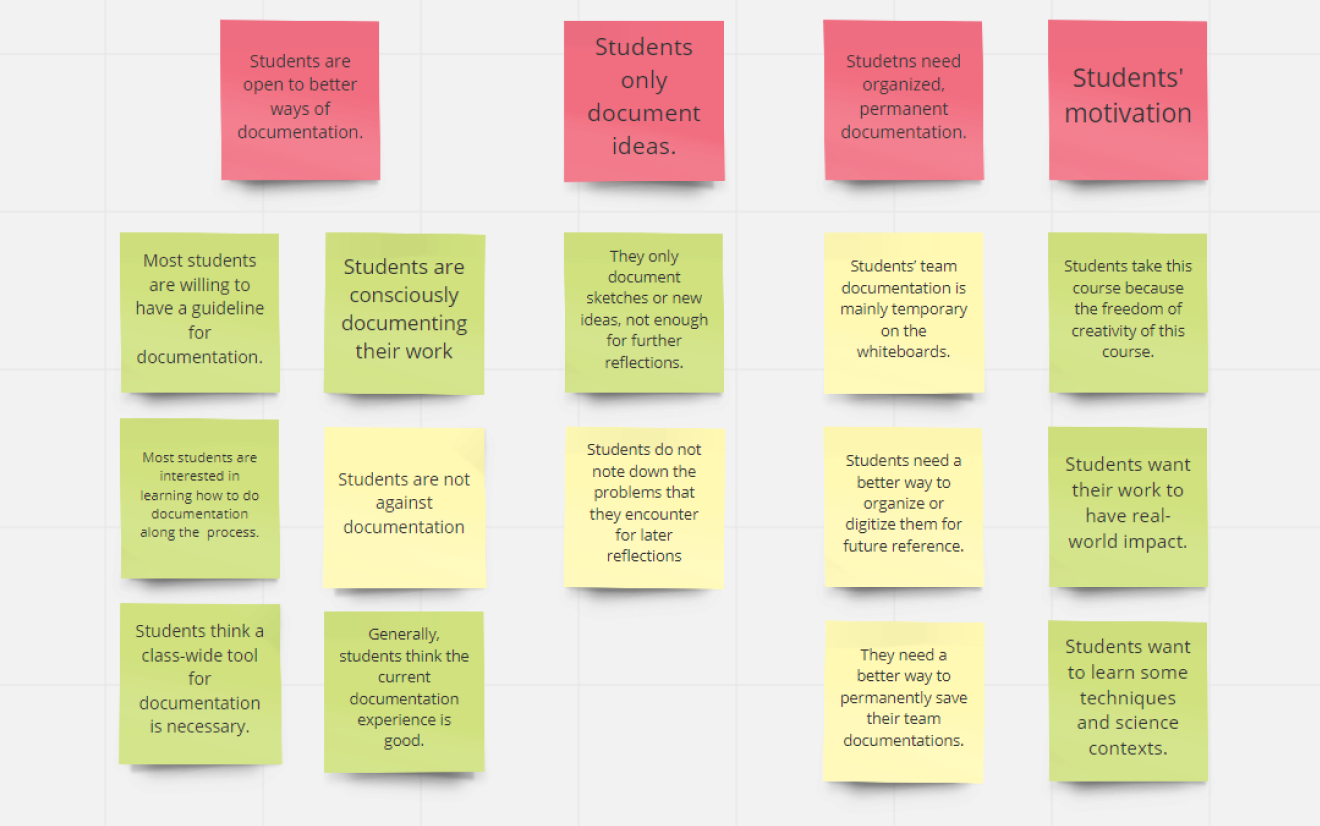 Students are
open to better
ways of
documentation.
Students
only
document
ideas.
Studetns need
organized,
permanent
documentation.
Students'
motivation
Most students
are willing to
have a guideline
for
documentation.
Students are
consciously
documenting
their work
They only
document
sketches or new
ideas, not enough
for further
reflections.
Students’ team
documentation is
mainly temporary
on the
whiteboards.
Students take this
course because
the freedom of
creativity of this
course.
Most students are
interested in
learning how to do
documentation
along the process.
Students are not
against
documentation
Students do not
note down the
problems that
they encounter
for later
reflections
Students need a
better way to
organize or
digitize them for
future reference.
Students want
their work to
have real-
world impact.
Students think a
class-wide tool
for
documentation
is necessary.
Generally,
students think the
current
documentation
experience is
good.
They need a
better way to
permanently save
their team
documentations.
Students want
to learn some
techniques
and science
contexts.